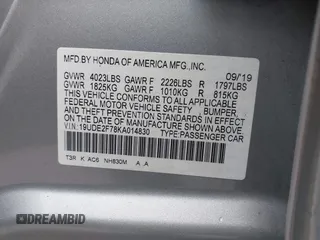 MFD.BY HONDA OF AMERICA MFG.,INC.
09/19
GVWR 4023LBS GAWR F 2226LBS R 1797LBS
GVWR 1825KG GAWR F 1010KG R 815KG
THIS VEHICLE CONFORMS TO ALL APPLICABLE
FEDERAL MOTOR VEHICLE SAFETY, BUMPER,
AND THEFT PREVENTION STANDARDS IN EFFECT ON
THE DATE OF MANUFACTURE SHOWN ABOVE.
VIN:19UDE2F78KA014830 TYPE:PASSENGER CAR
T3R K AC6 NH830M A A
DREAMBID